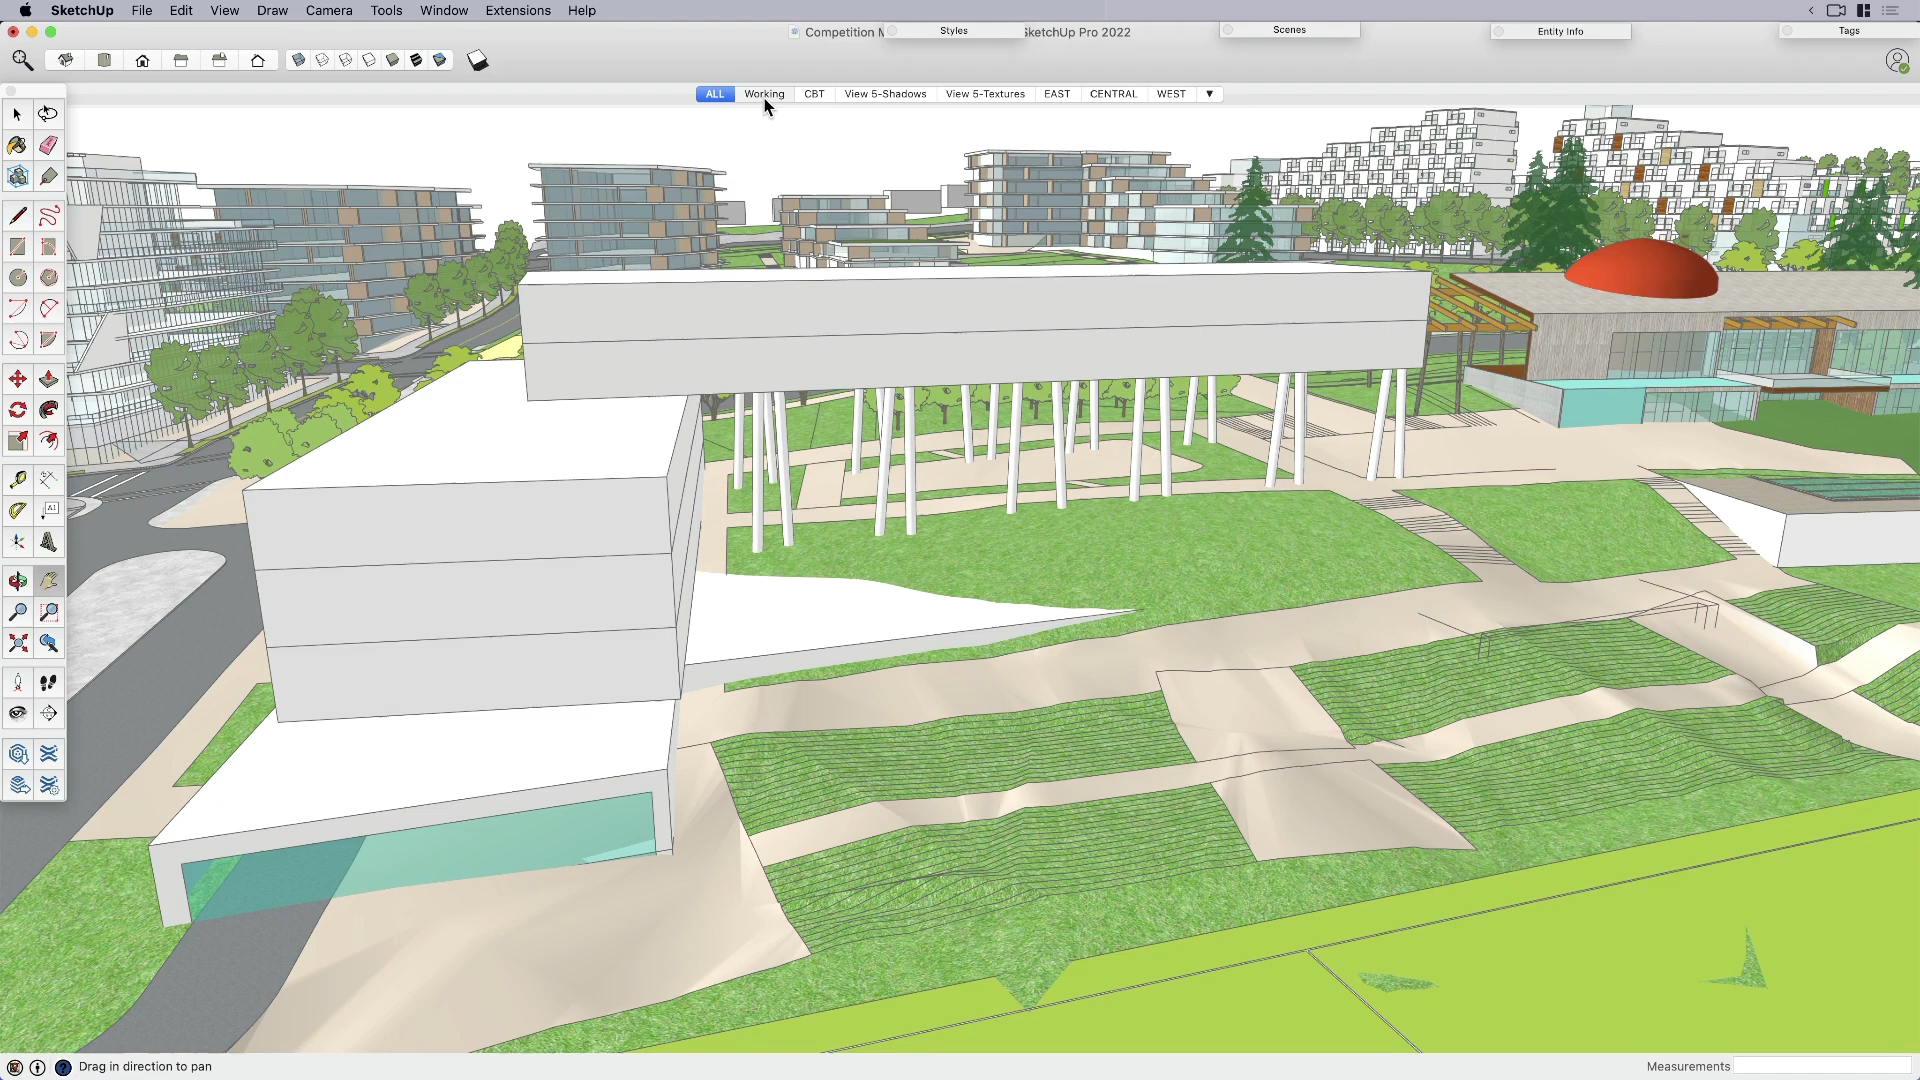 SketchUp File Edit View Draw Camera Tools Window Extensions Help
Competition
Styles
SketchUp Pro 2022
Scenes
Entity Info
Tags
ALL Working CBT View 5-Shadows View 5-Textures EAST CENTRAL WEST
A1
Drag in direction to pan
Measurements